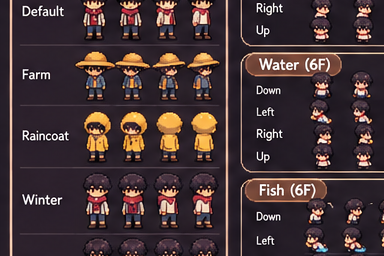 Default
Farm
Raincoat
Winter
Right
Up
Water (6F)
Down
Left
Right
Up
Fish (6F)
Down
Left